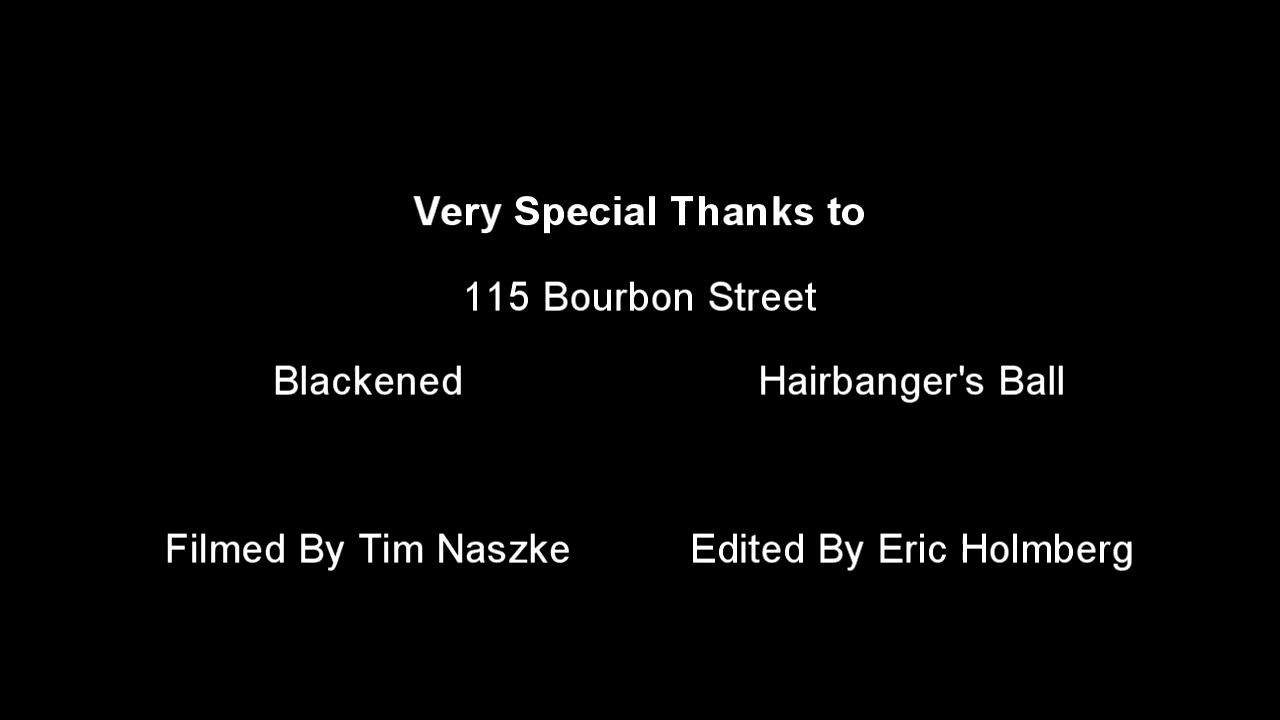 Very Special Thanks to
115 Bourbon Street
Blackened Hairbanger's Ball
Filmed By Tim Naszke Edited By Eric Holmberg